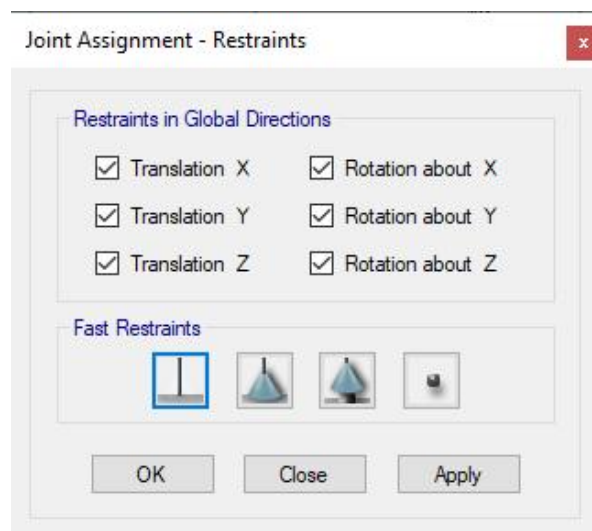 Joint Assignment - Restraints
x
Restraints in Global Directions
Translation X
Rotation about X
Translation Y
Rotation about Y
Translation Z
Rotation about Z
Fast Restraints
OK
Close
Apply